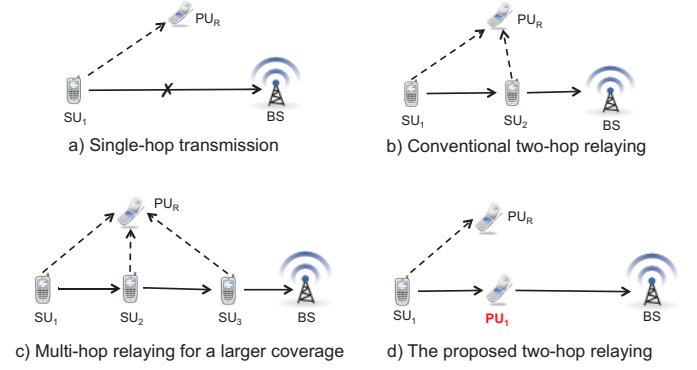 PU_R
SU_1
BS
a) Single-hop transmission
PU_R
SU_1
SU_2
BS
b) Conventional two-hop relaying
PU_R
SU_1
SU_2
SU_3
BS
c) Multi-hop relaying for a larger coverage
PU_R
SU_1
PU_1
BS
d) The proposed two-hop relaying